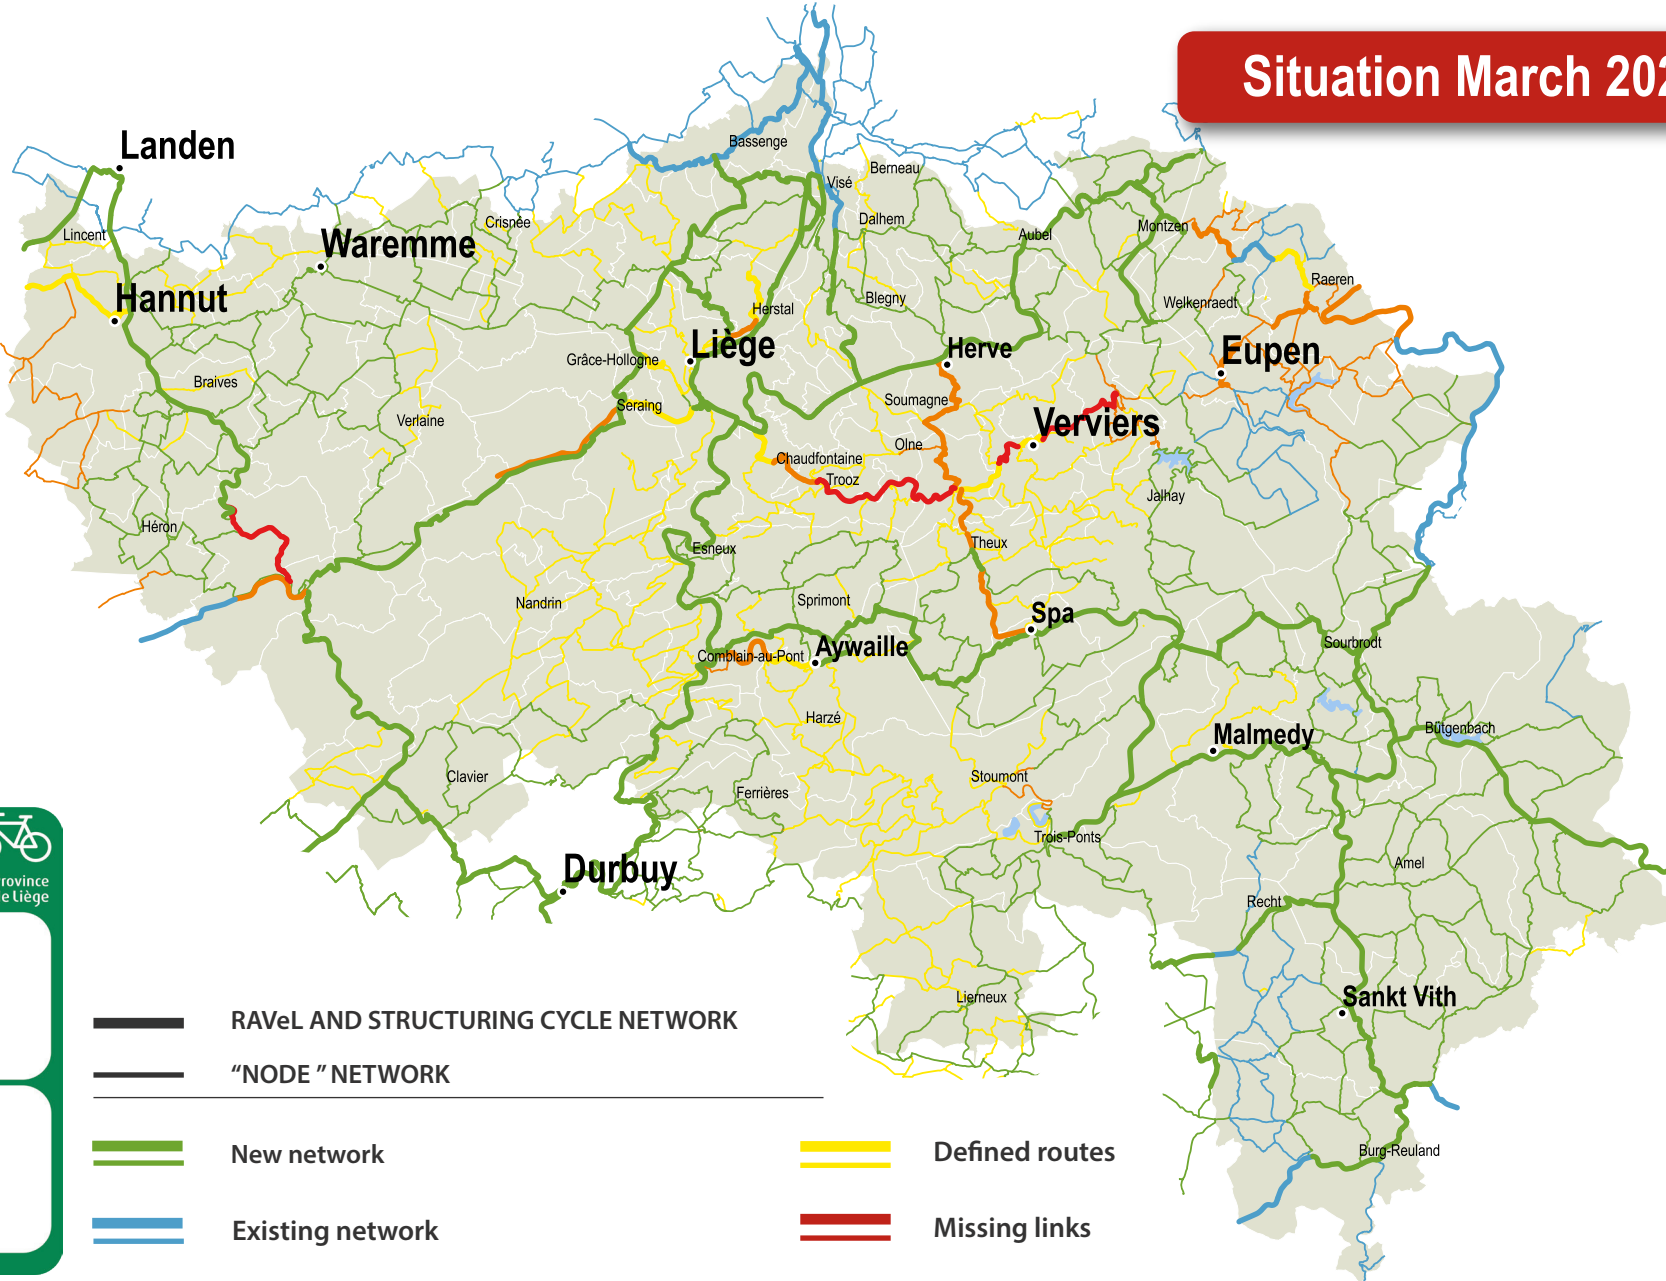 Situation March 202
Landen
Bassenge
Berneau
Visé
Dalhem
Crisnée
Lincent
Waremme
Aubel
Montzen
Raeren
Hannut
Herstal
Blegny
Welkenraedt
Liège
Herve
Eupen
Grâce-Hollogne
Braives
Seraing
Soumagne
Verlaine
Verviers
Olne
Chaudfontaine
Trooz
Jalhay
Héron
Esneux
Theux
Nandrin
Sprimont
Spa
Sourbrodt
Comblain-au-Pont
Aywaille
Harzé
Malmedy
Bütgenbach
Clavier
Stoumont
Ferrières
Trois-Ponts
Amel
Durbuy
Recht
Lierneux
Sankt Vith
Burg-Reuland
rovince
e Liège
RAVeL AND STRUCTURING CYCLE NETWORK
“NODE ” NETWORK
New network
Defined routes
Existing network
Missing links